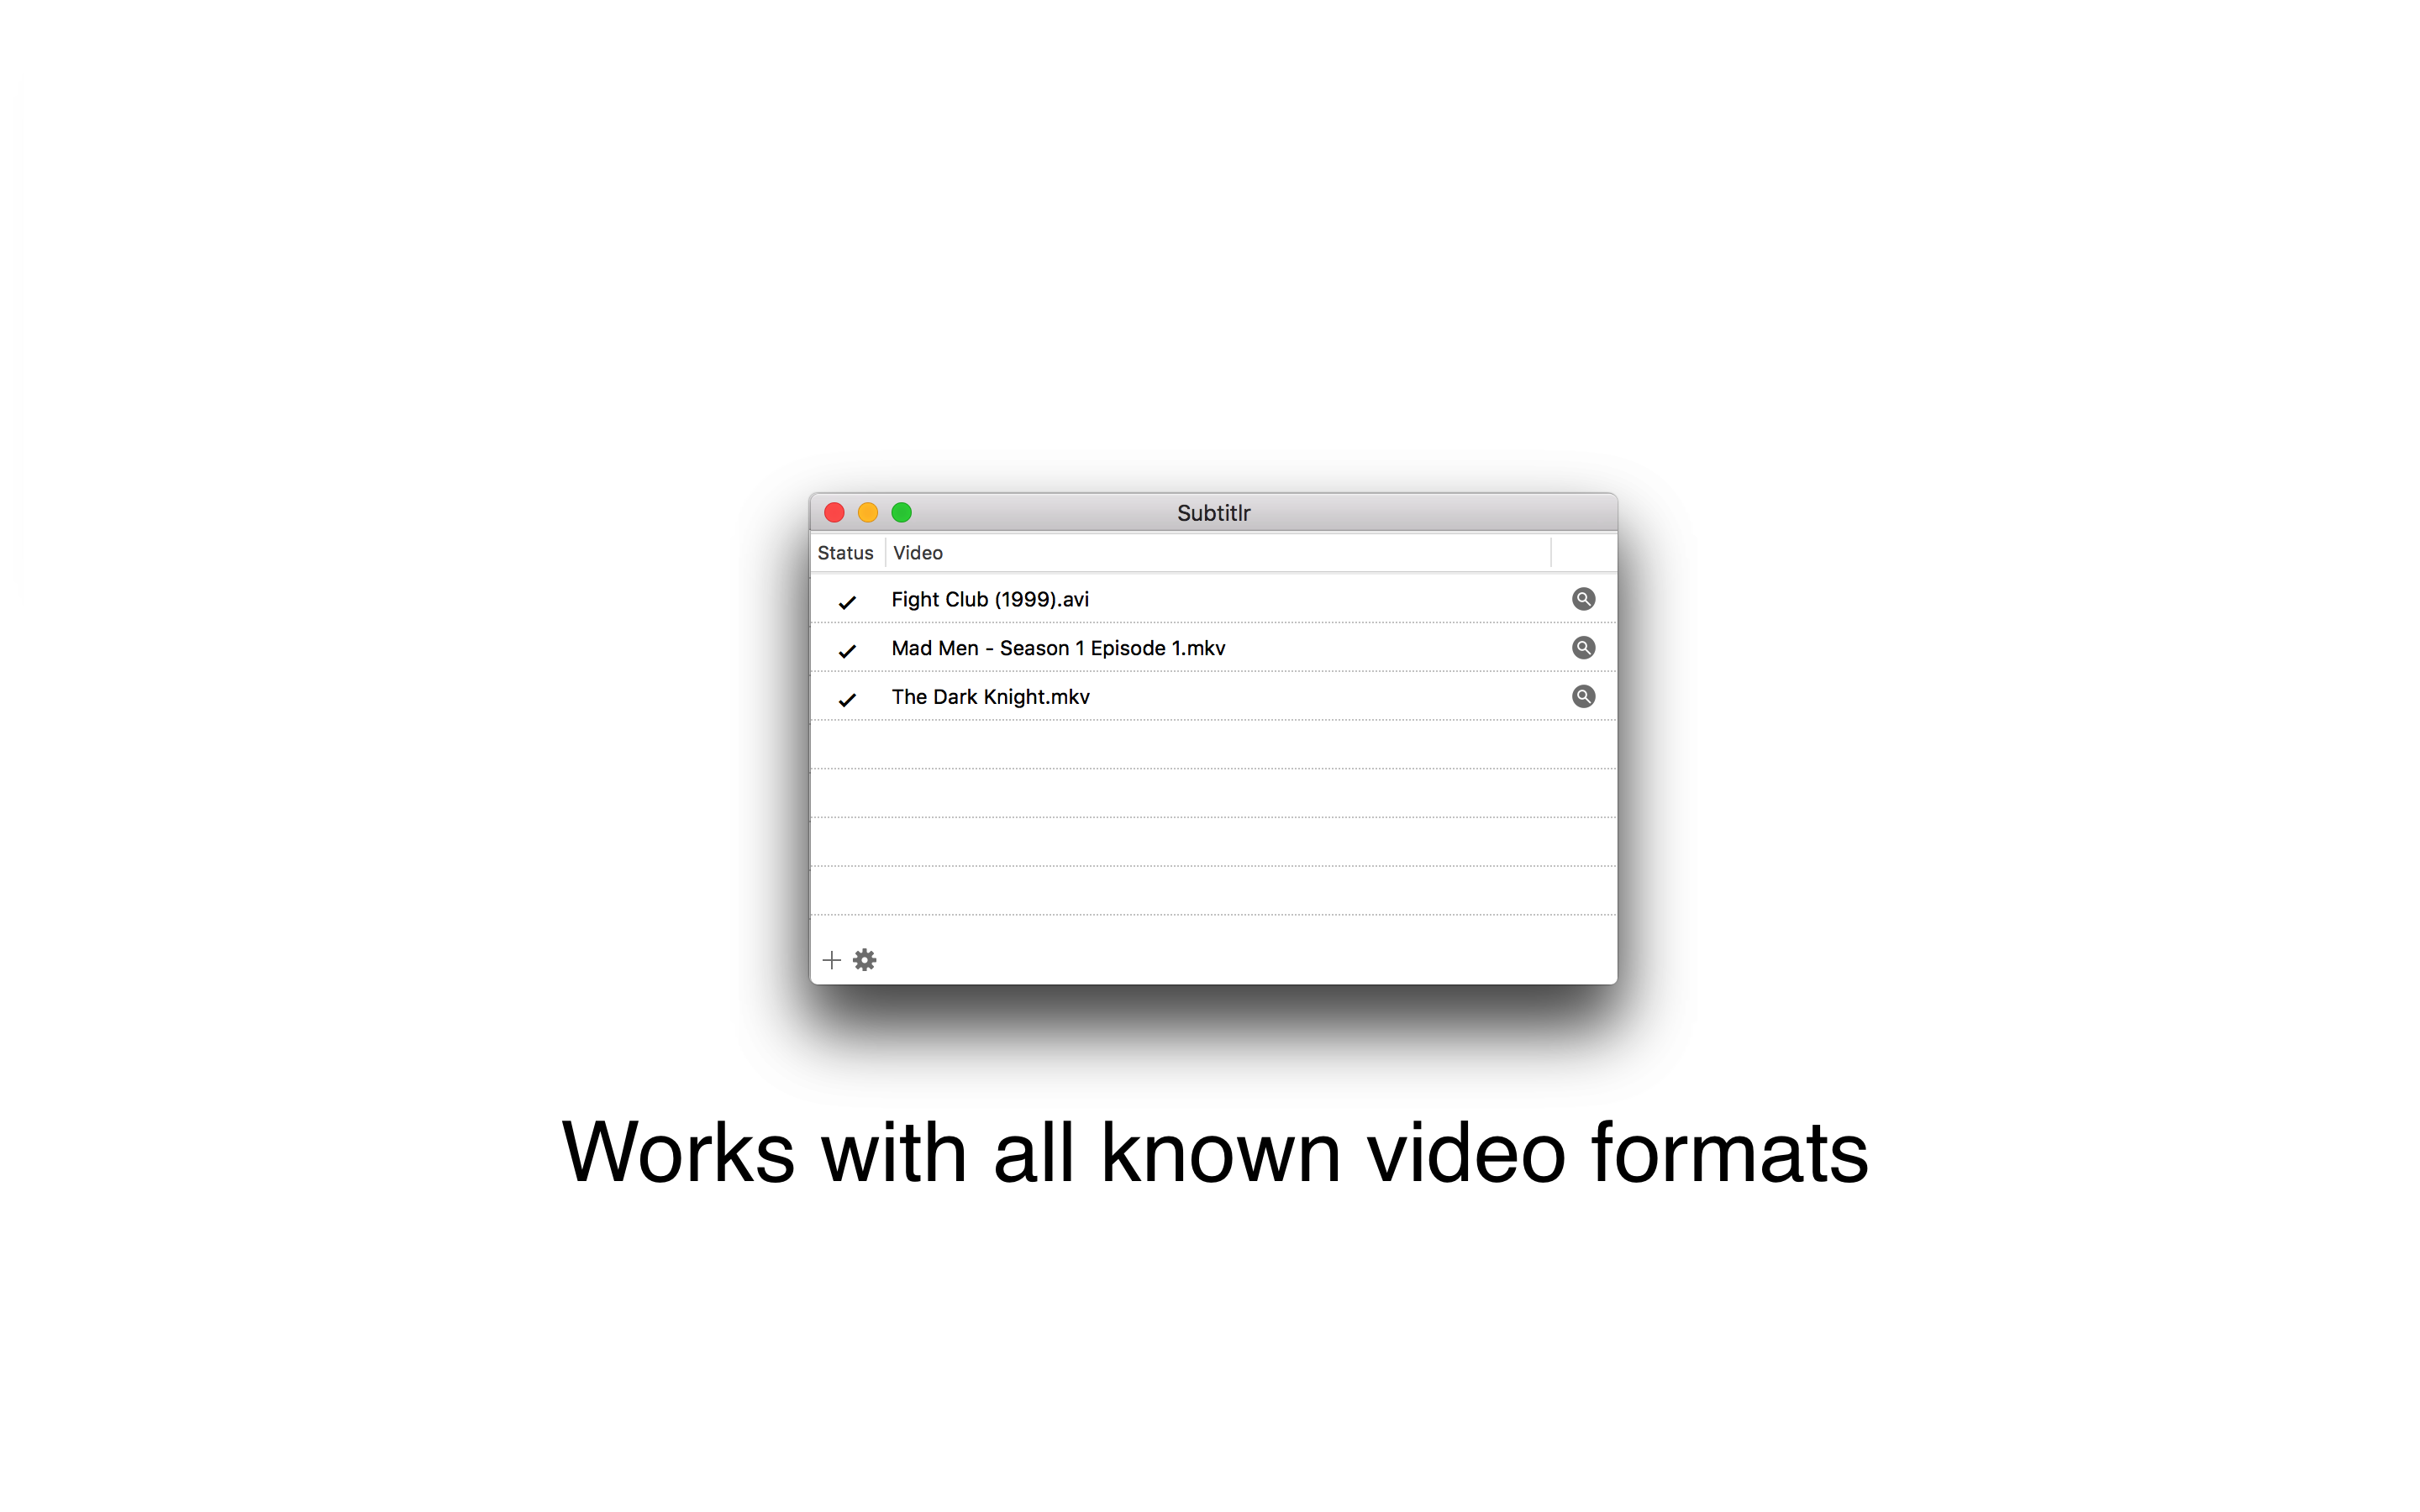 Subtitlr
Status Video
Fight Club (1999).avi
Mad Men - Season 1 Episode 1.mkv
The Dark Knight.mkv
Works with all known video formats